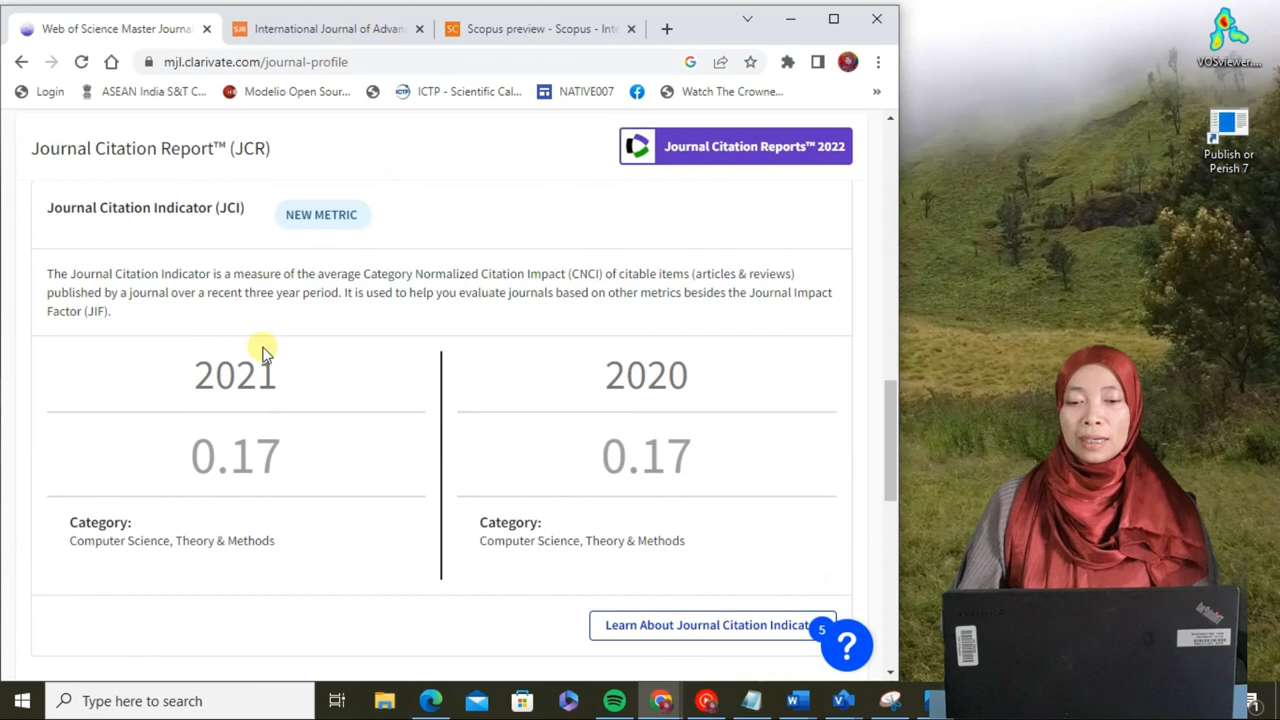 Web of Science Master Journal
International Journal of Advan
Scopus preview - Scopus - Inte
mjl.clarivate.com/journal-profile
Login
ASEAN India S&T C...
Modelio Open Sour...
ICTP - Scientific Cal...
NATIVE007
Watch The Crowne...
»
Journal Citation Report™ (JCR)
Journal Citation Reports™ 2022
Journal Citation Indicator (JCI)
NEW METRIC
The Journal Citation Indicator is a measure of the average Category Normalized Citation Impact (CNCI) of citable items (articles & reviews)
published by a journal over a recent three year period. It is used to help you evaluate journals based on other metrics besides the Journal Impact
Factor (JIF).
2021
2020
0.17
0.17
Category:
Computer Science, Theory & Methods
Category:
Computer Science, Theory & Methods
Learn About Journal Citation Indicat
5
?
Type here to search
VOSviewer....
Publish or
Perish 7
SJR
SC
1